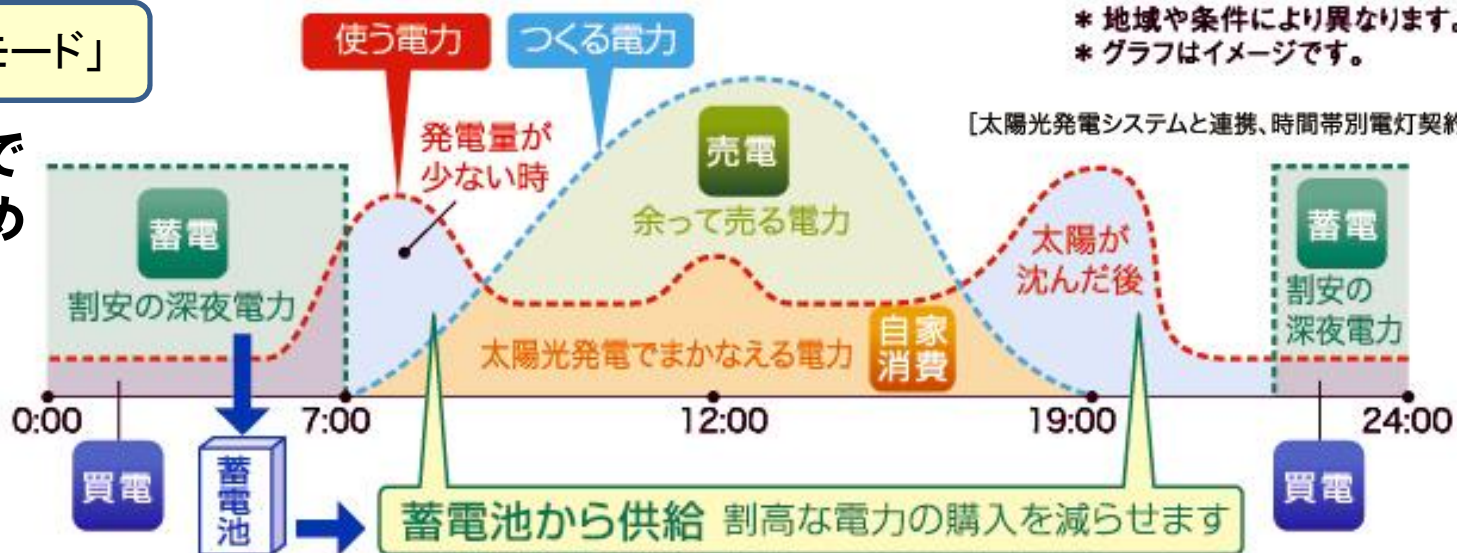 モード」
で
め
使う電力
つくる電力
＊地域や条件により異なります。
＊グラフはイメージです。
［太陽光発電システムと連携、時間帯別電灯契約
発電量が
少ない時
売電
余って売る電力
蓄電
割安の深夜電力
太陽が
沈んだ後
蓄電
割安の
深夜電力
太陽光発電でまかなえる電力
自家
消費
0:00
7:00
12:00
19:00
24:00
買電
蓄電池
買電
蓄電池から供給 割高な電力の購入を減らせます